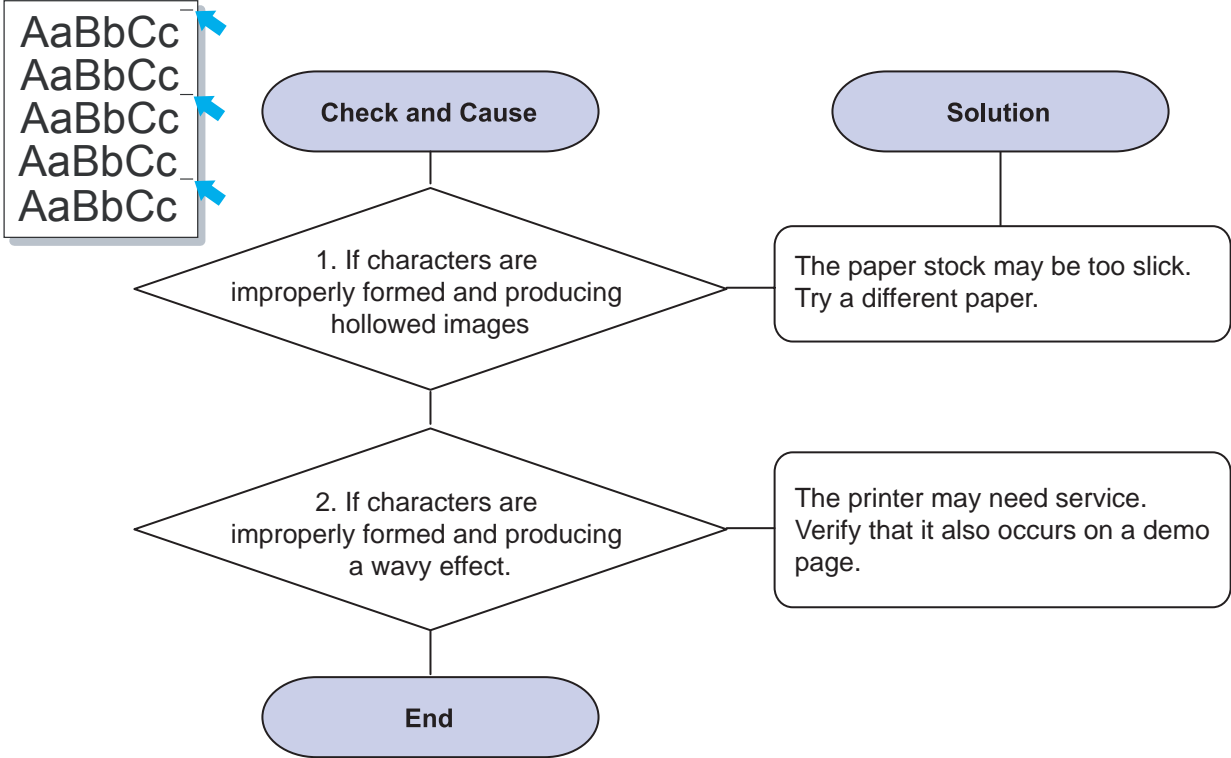 AaBbCc
AaBbCc
AaBbCc
AaBbCc
AaBbCc
Check and Cause
Solution
1. If characters are
improperly formed and producing
hollowed images
The paper stock may be too slick.
Try a different paper.
2. If characters are
improperly formed and producing
a wavy effect.
The printer may need service.
Verify that it also occurs on a demo
page.
End